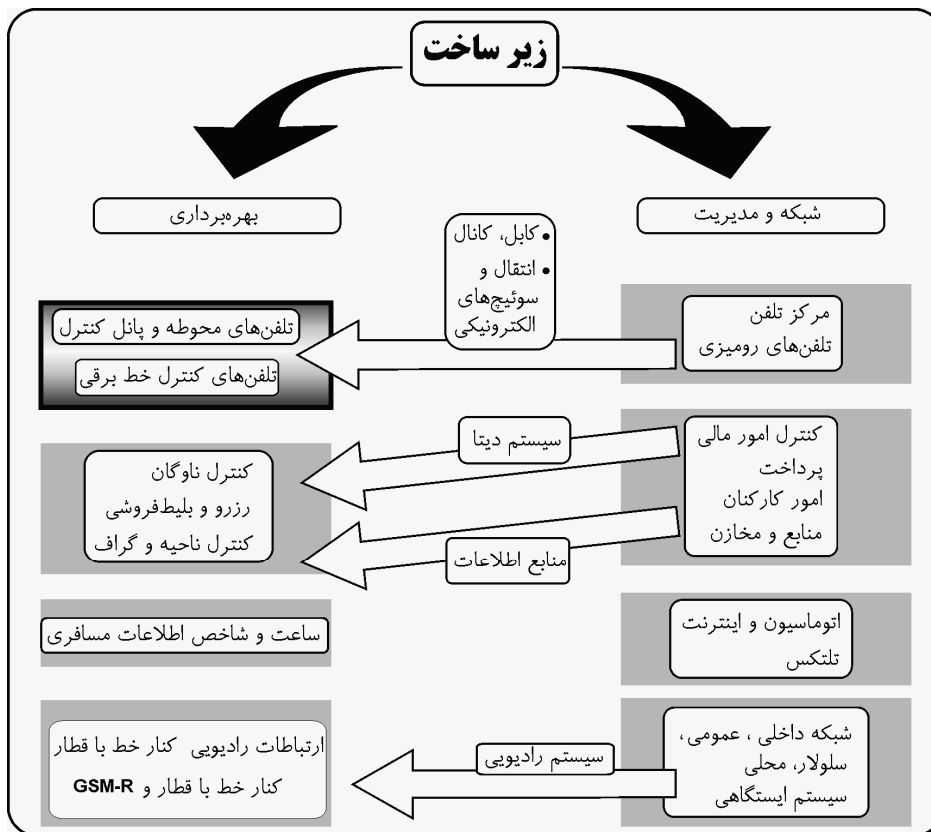 زیر ساخت
شبکه و مدیریت
بهره‌برداری
• کابل، کانال
• انتقال و
سوئیچ‌های
الکترونیکی
مرکز تلفن
تلفن‌های رومیزی
تلفن‌های محوطه و پانل کنترل
تلفن‌های کنترل خط برقی
کنترل امور مالی
پرداخت
امور کارکنان
منابع و مخازن
سیستم دیتا
منابع اطلاعات
کنترل ناوگان
رزرو و بلیط‌فروشی
کنترل ناحیه و گراف
اتوماسیون و اینترنت
تلتکس
ساعت و شاخص اطلاعات مسافری
شبکه داخلی ، عمومی ،
سلولار، محلی
سیستم ایستگاهی
سیستم رادیویی
ارتباطات رادیویی کنار خط با قطار
کنار خط با قطار و GSM-R